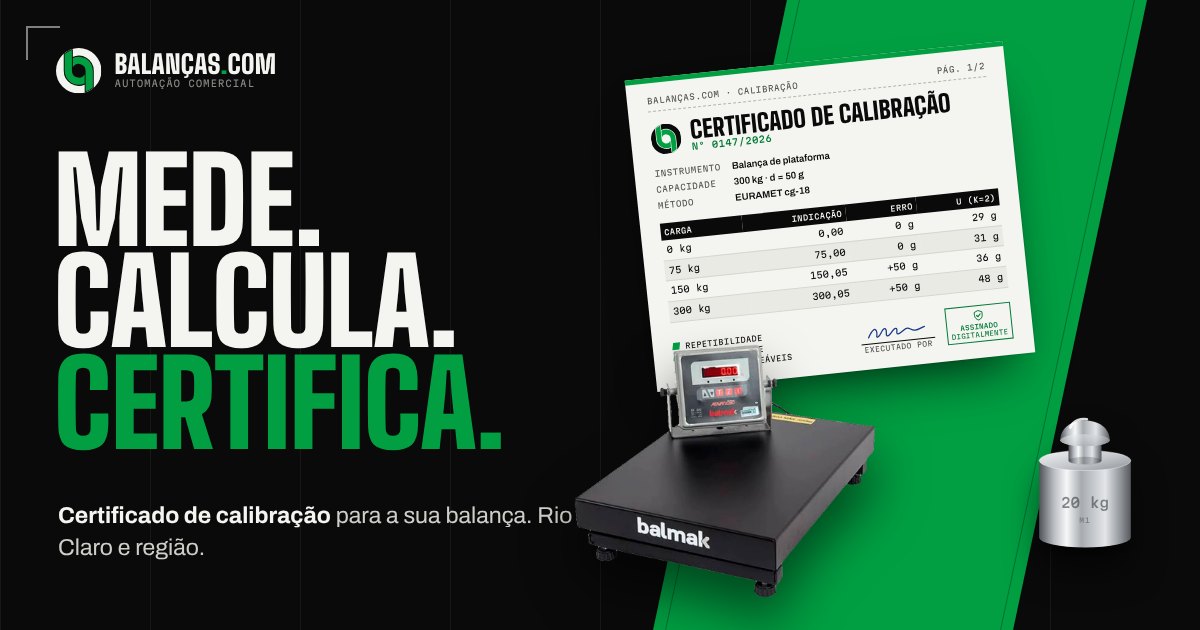 BALANÇAS.COM
AUTOMAÇÃO COMERCIAL
MEDE.
CALCULA.
CERTIFICA.
Certificado de calibração para a sua balança. Rio
Claro e região.
BALANÇAS.COM · CALIBRAÇÃO
PÁG. 1/2
CERTIFICADO DE CALIBRAÇÃO
Nº 0147/2026
INSTRUMENTO Balança de plataforma
CAPACIDADE 300 kg · d = 50 g
MÉTODO EURAMET cg-18
CARGA INDICAÇÃO ERRO U (K=2)
0 kg 0,00 0 g 29 g
75 kg 75,00 0 g 31 g
150 kg 150,05 +50 g 36 g
300 kg 300,05 +50 g 48 g
REPETIBILIDADE
EXECUTADO POR
ASSINADO
DIGITALMENTE
0.00
balmak
balmak
20 kg
M1